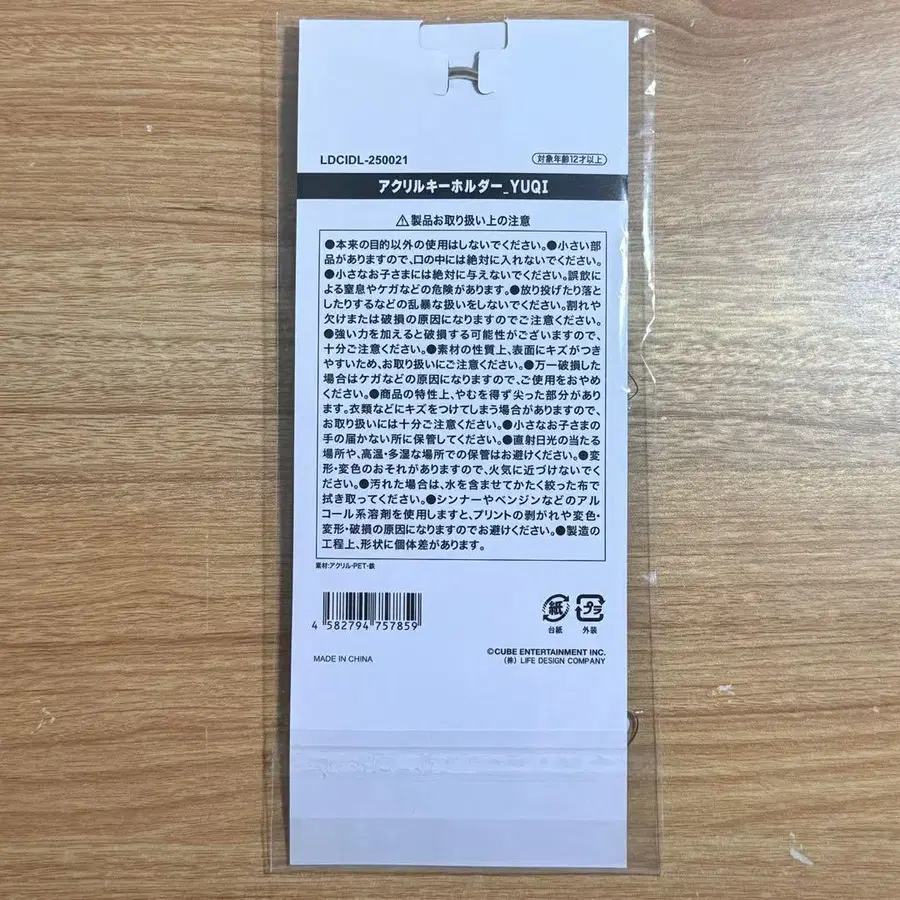 LDCIDL-250021
対象年齢12才以上
アクリルキーホルダー_YUQI
製品お取り扱い上の注意
●本来の目的以外の使用はしないでください。●小さい部
品がありますので、口の中には絶対に入れないでください。
●小さなお子さまには絶対に与えないでください。誤飲に
よる窒息やケガなどの危険があります。●放り投げたり落と
したりするなどの乱暴な扱いをしないでください。割れや
欠けまたは破損の原因になりますのでご注意ください。
●強い力を加えると破損する可能性がございますので、
十分ご注意ください。●素材の性質上、表面にキズがつき
やすいため、お取り扱いにご注意ください。●万一破損した
場合はケガなどの原因になりますので、ご使用をおやめ
ください。●商品の特性上、やむを得ず尖った部分があり
ます。衣類などにキズをつけてしまう場合がありますので、
お取り扱いには十分ご注意ください。●小さなお子さまの
手の届かない所に保管してください。●直射日光の当たる
場所や、高温・多湿な場所での保管はお避けください。●変
形・変色のおそれがありますので、火気に近づけないでく
ださい。●汚れた場合は、水を含ませてかたく絞った布で
拭き取ってください。●シンナーやベンジンなどのアル
コール系溶剤を使用しますと、プリントの剥がれや変色・
変形・破損の原因になりますのでお避けください。●製造の
工程上、形状に個体差があります。
素材:アクリル・PET・鉄
4 582794 757859
紙
台紙
プラ
外装
MADE IN CHINA
©CUBE ENTERTAINMENT INC.
(株) LIFE DESIGN COMPANY